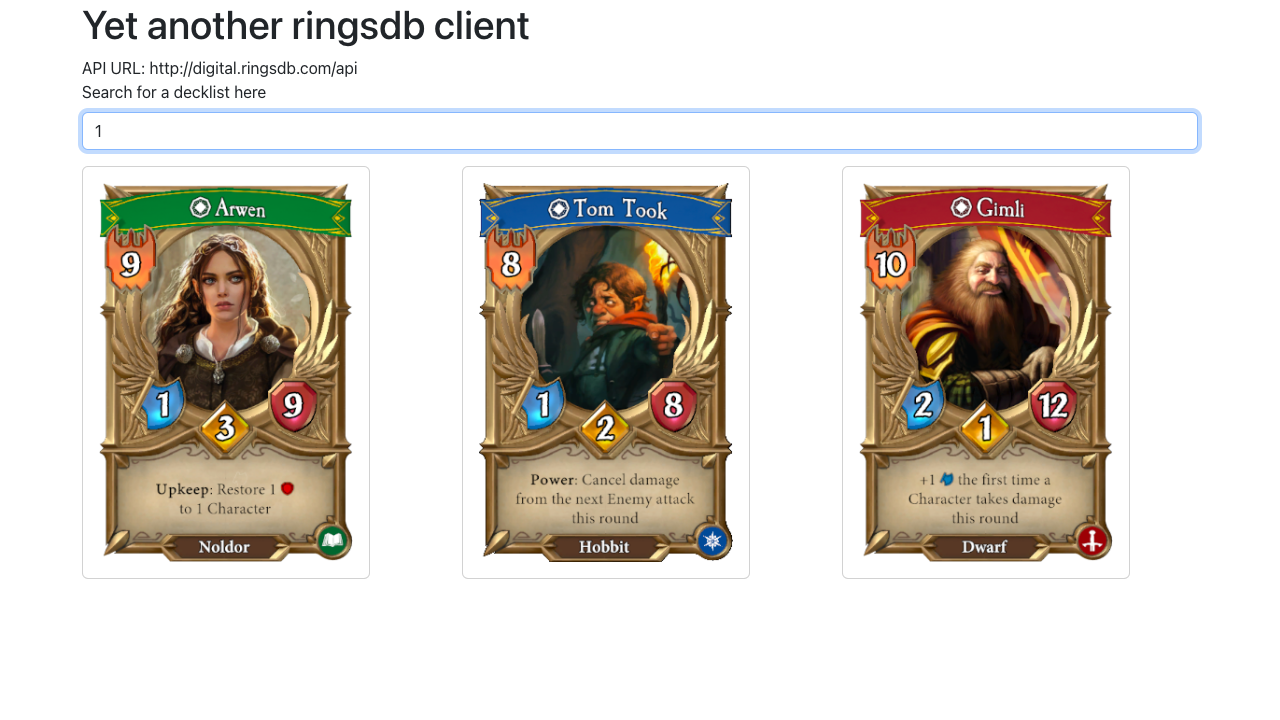 Yet another ringsdb client
API URL: http://digital.ringsdb.com/api
Search for a decklist here
1
Arwen
9
1
3
9
Upkeep: Restore 1
to 1 Character
Noldor
Tom Took
8
1
2
8
Power: Cancel damage
from the next Enemy attack
this round
Hobbit
Gimli
10
2
1
12
+1 the first time a
Character takes damage
this round
Dwarf